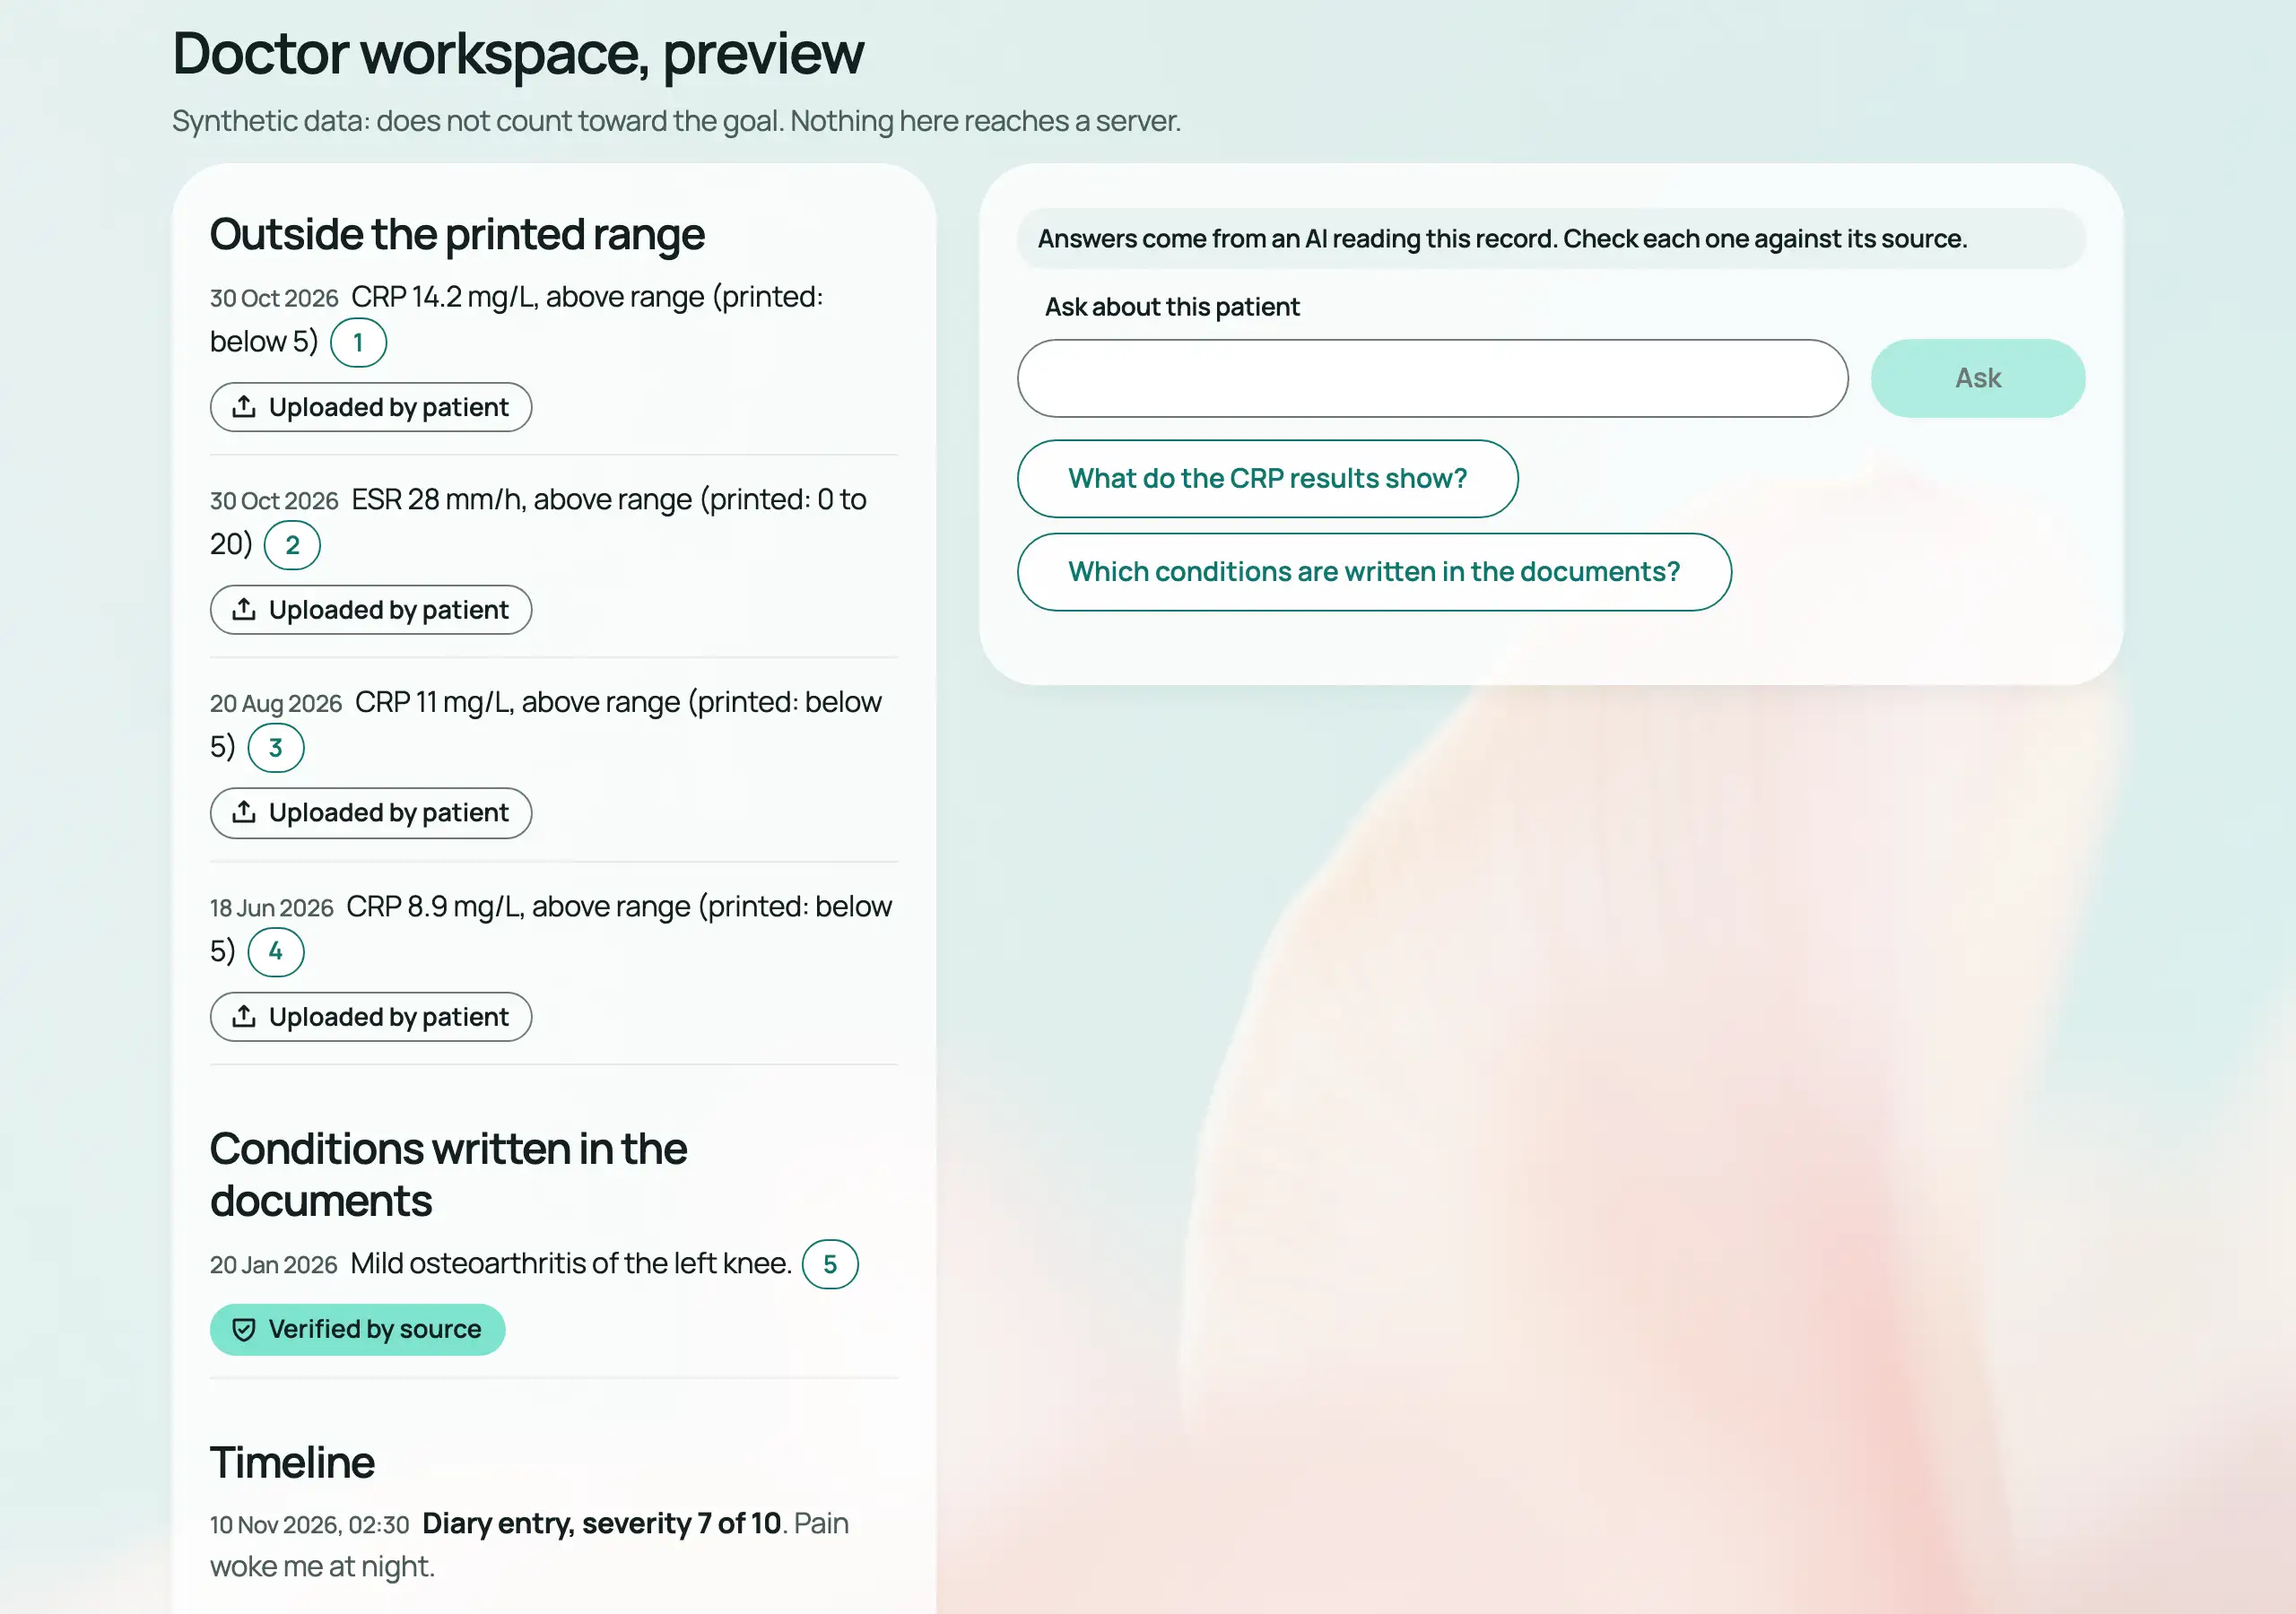 Doctor workspace, preview
Synthetic data: does not count toward the goal. Nothing here reaches a server.
Outside the printed range
30 Oct 2026 CRP 14.2 mg/L, above range (printed:
below 5) 1
Uploaded by patient
30 Oct 2026 ESR 28 mm/h, above range (printed: 0 to
20) 2
Uploaded by patient
20 Aug 2026 CRP 11 mg/L, above range (printed: below
5) 3
Uploaded by patient
18 Jun 2026 CRP 8.9 mg/L, above range (printed: below
5) 4
Uploaded by patient
Conditions written in the
documents
20 Jan 2026 Mild osteoarthritis of the left knee. 5
Verified by source
Timeline
10 Nov 2026, 02:30 Diary entry, severity 7 of 10. Pain
woke me at night.
Answers come from an AI reading this record. Check each one against its source.
Ask about this patient
Ask
What do the CRP results show?
Which conditions are written in the documents?